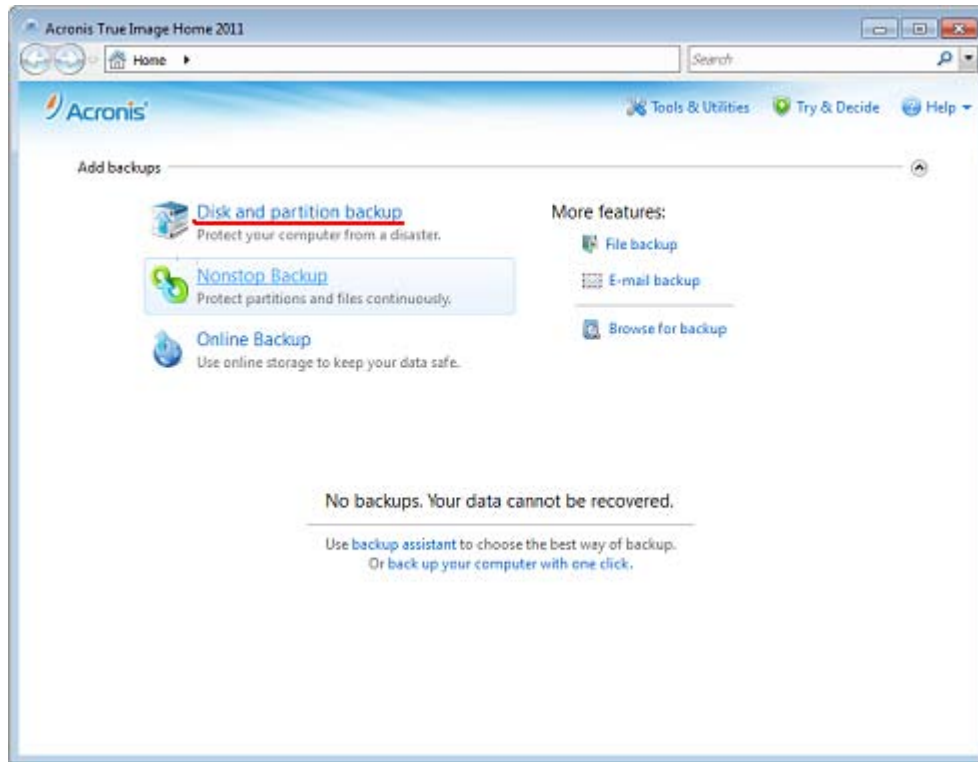 Acronis True Image Home 2011
Home
Search
Acronis
Tools & Utilities
Try & Decide
Help
Add backups
Disk and partition backup
Protect your computer from a disaster.
Nonstop Backup
Protect partitions and files continuously.
Online Backup
Use online storage to keep your data safe.
More features:
File backup
E-mail backup
Browse for backup
No backups. Your data cannot be recovered.
Use backup assistant to choose the best way of backup.
Or back up your computer with one click.